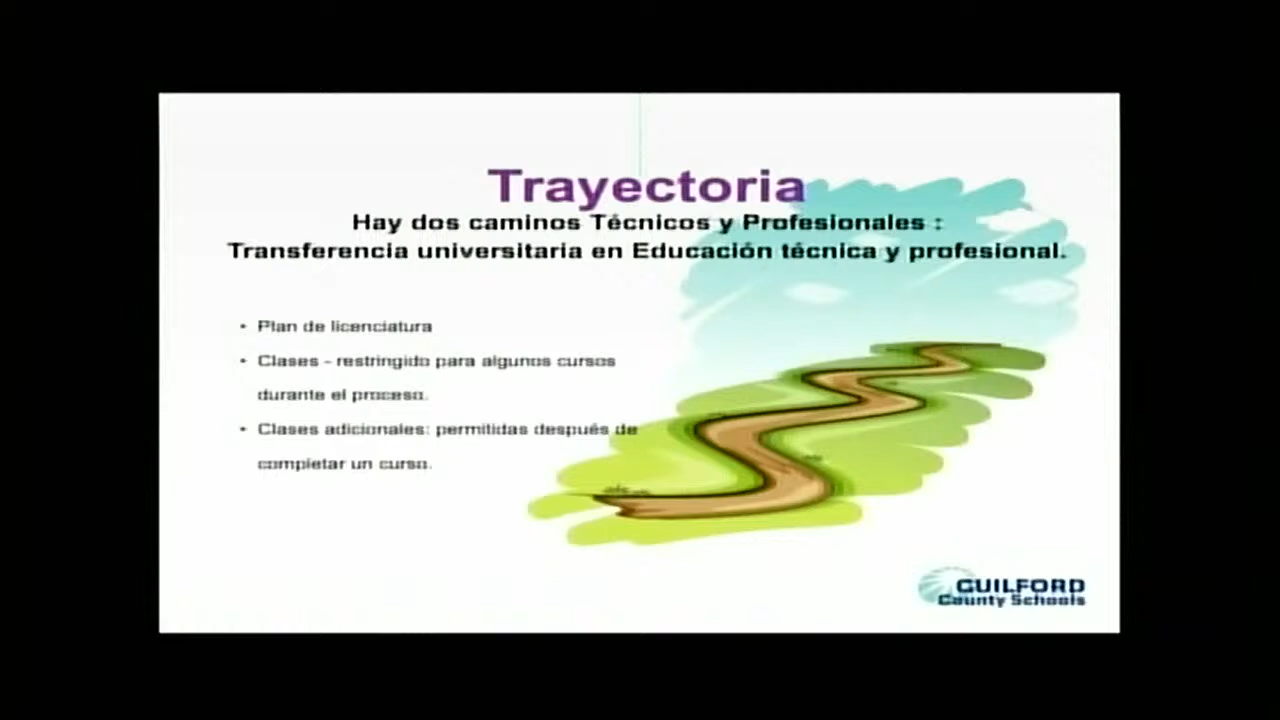 Trayectoria
Hay dos caminos Técnicos y Profesionales :
Transferencia universitaria en Educación técnica y profesional.
• Plan de licenciatura
• Clases - restringido para algunos cursos
durante el proceso.
• Clases adicionales: permitidas después de
completar un curso.
GUILFORD
County Schools